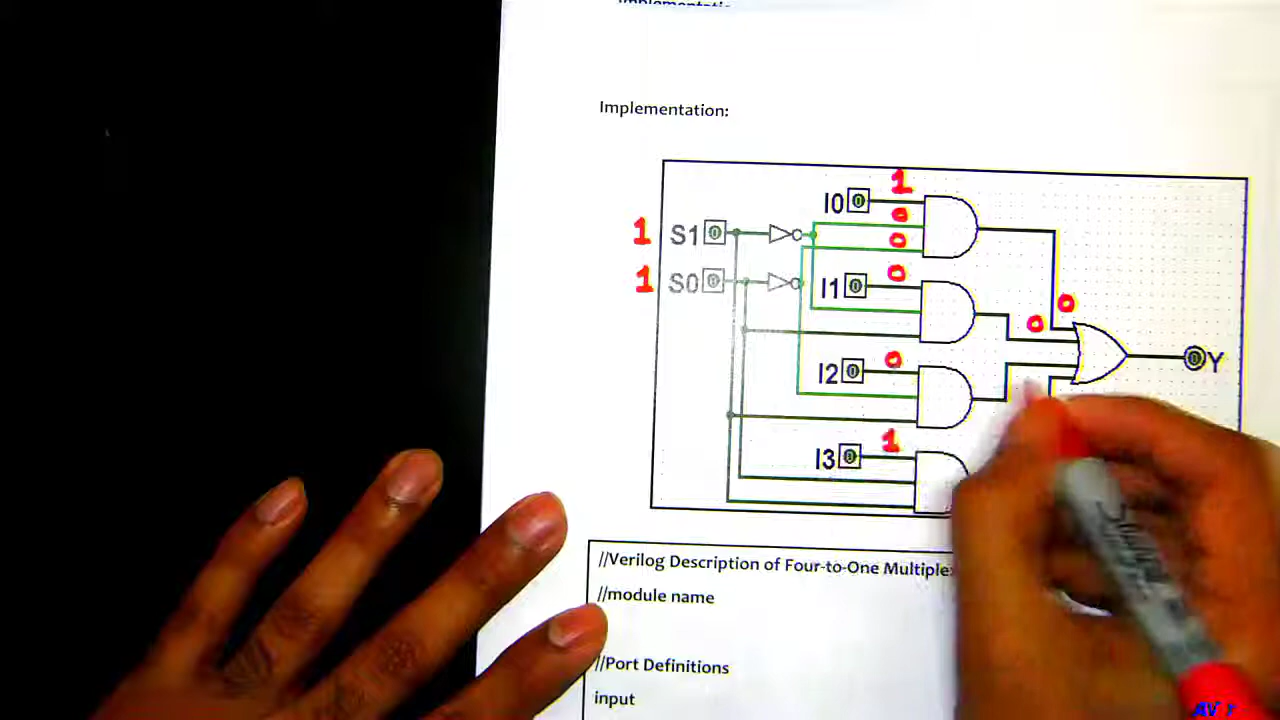 Implementation:
I0 1
0
1 S1 0
1 S0
I1 0
0
0
Y
I2 0
I3 1
//Verilog Description of Four-to-One
//module name
//Port Definitions
input